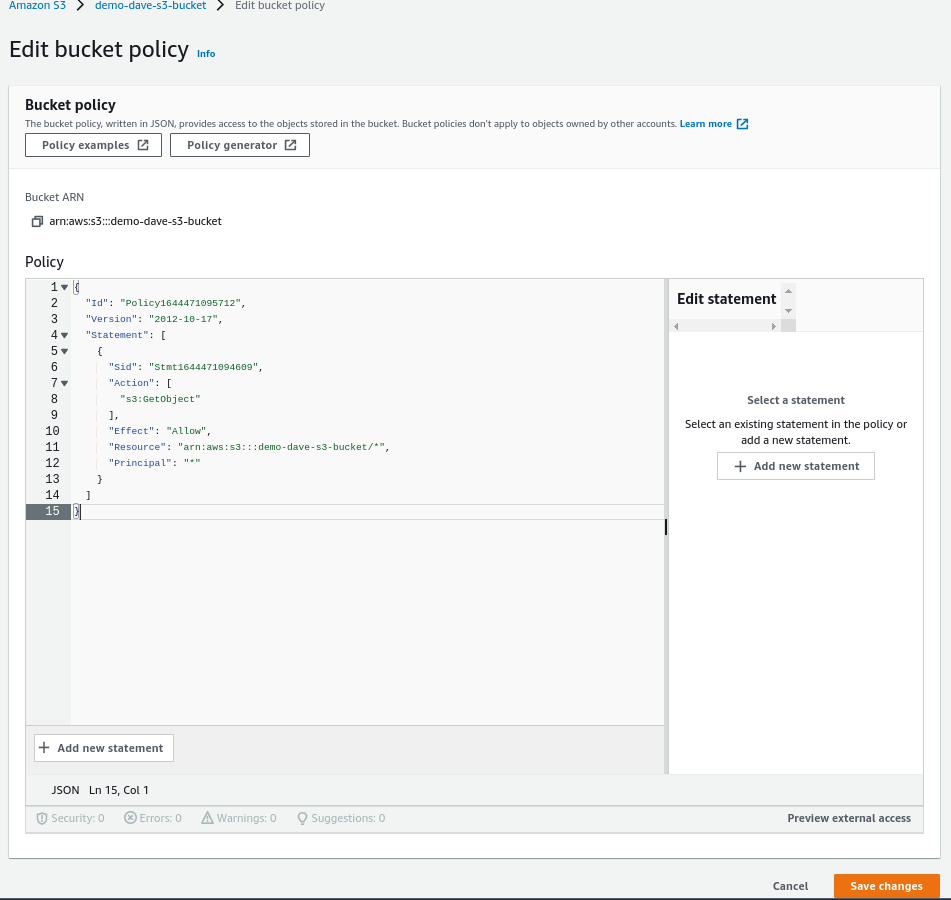 Amazon S3 > demo-dave-s3-bucket > Edit bucket policy
Edit bucket policy Info
Bucket policy
The bucket policy, written in JSON, provides access to the objects stored in the bucket. Bucket policies don't apply to objects owned by other accounts. Learn more
Policy examples Policy generator
Bucket ARN
arn:aws:s3:::demo-dave-s3-bucket
Policy
1 {
2 "Id": "Policy1644471095712",
3 "Version": "2012-10-17",
4 "Statement": [
5 {
6 "Sid": "Stmt1644471094609",
7 "Action": [
8 "s3:GetObject"
9 ],
10 "Effect": "Allow",
11 "Resource": "arn:aws:s3:::demo-dave-s3-bucket/*",
12 "Principal": "*"
13 }
14 ]
15 }
Edit statement
Select a statement
Select an existing statement in the policy or
add a new statement.
+ Add new statement
+ Add new statement
JSON Ln 15, Col 1
Security: 0 Errors: 0 Warnings: 0 Suggestions: 0
Preview external access
Cancel Save changes